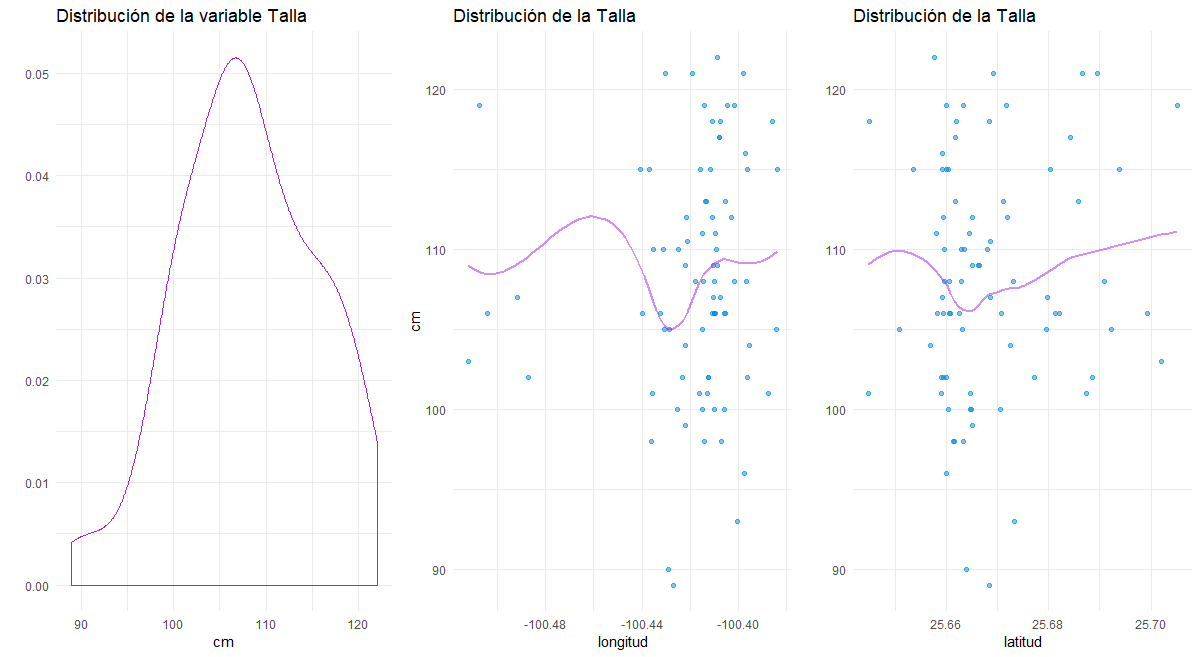 Distribución de la variable Talla
0.05
0.04
0.03
0.02
0.01
0.00
90 100 110 120
cm
Distribución de la Talla
120
110
100
90
cm
-100.48 -100.44 -100.40
longitud
Distribución de la Talla
120
110
100
90
25.66 25.68 25.70
latitud